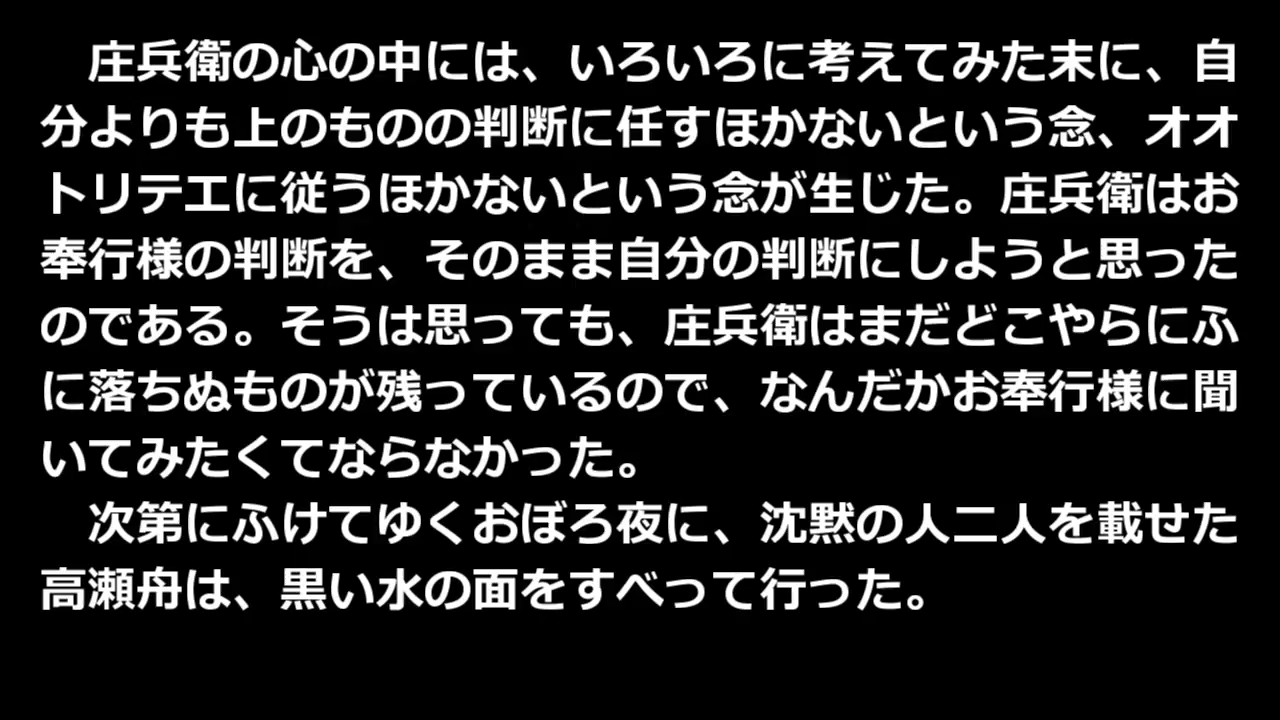 庄兵衛の心の中には、いろいろに考えてみた末に、自
分よりも上のものの判断に任すほかないという念、オオ
トリテエに従うほかないという念が生じた。庄兵衛はお
奉行様の判断を、そのまま自分の判断にしようと思った
のである。そうは思っても、庄兵衛はまだどこやらにふ
に落ちぬものが残っているので、なんだかお奉行様に聞
いてみたくてならなかった。
　次第にふけてゆくおぼろ夜に、沈黙の人二人を載せた
高瀬舟は、黒い水の面をすべって行った。